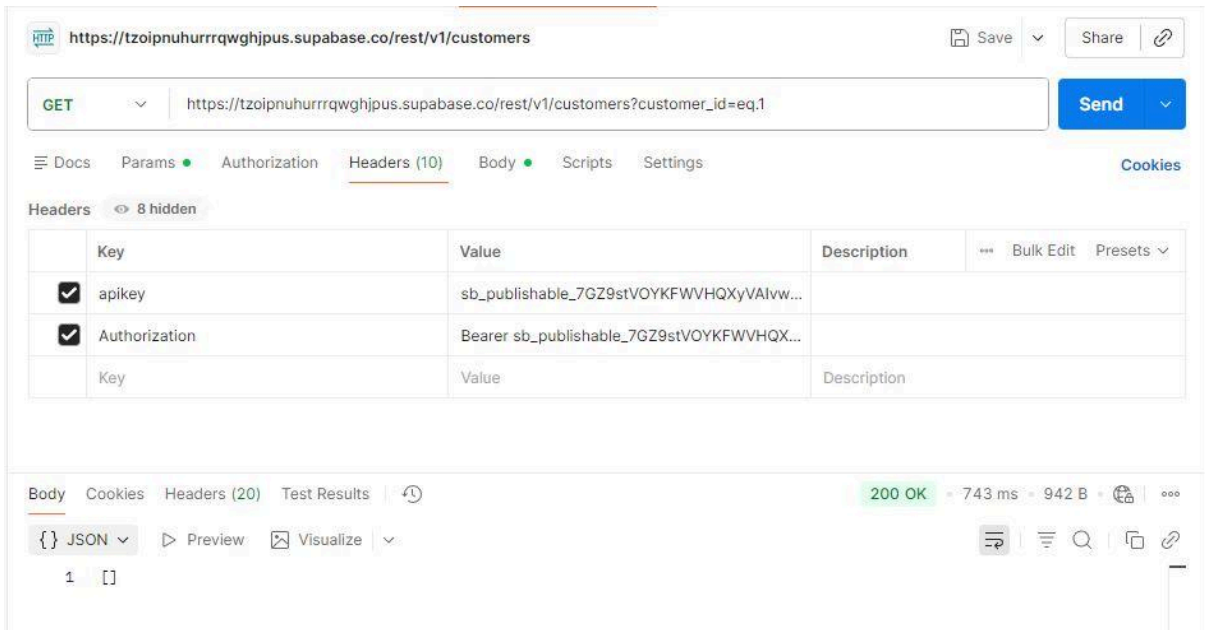 HTTP https://tzoipnuhurrrqwghjpus.supabase.co/rest/v1/customers Save Share
GET https://tzoipnuhurrrqwghjpus.supabase.co/rest/v1/customers?customer_id=eq.1 Send
Docs Params Authorization Headers (10) Body Scripts Settings Cookies
Headers 8 hidden
Key Value Description Bulk Edit Presets
apikey sb_publishable_7GZ9stVOYKFWVHQXyVAIvw...
Authorization Bearer sb_publishable_7GZ9stVOYKFWVHQX...
Key Value Description
Body Cookies Headers (20) Test Results 200 OK 743 ms 942 B
{} JSON Preview Visualize
1 []